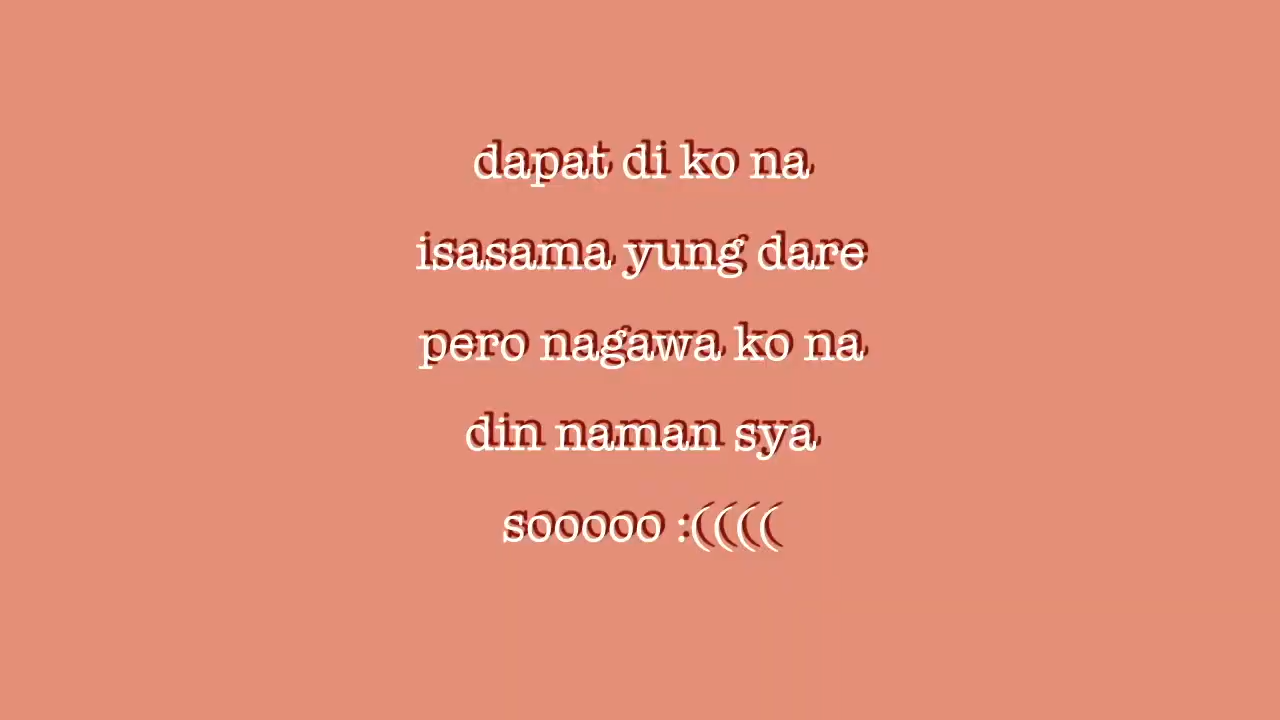 dapat di ko na
isasama yung dare
pero nagawa ko na
din naman sya
sooooo :((((